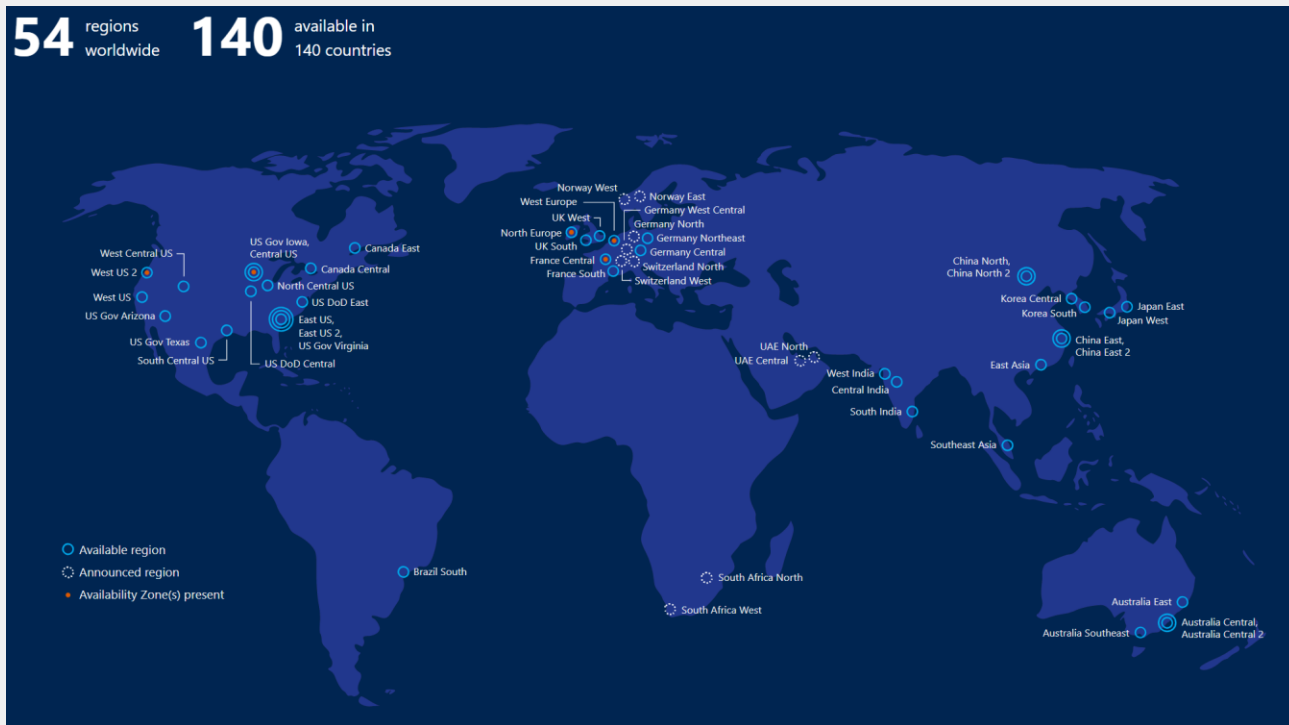 54 regions worldwide
140 available in 140 countries
Norway West
Norway East
West Europe
Germany West Central
UK West
Germany North
North Europe
Germany Northeast
UK South
Germany Central
France Central
Switzerland North
France South
Switzerland West
West Central US
US Gov Iowa,
Central US
Canada East
West US 2
Canada Central
North Central US
West US
US DoD East
US Gov Arizona
East US,
East US 2,
US Gov Virginia
US Gov Texas
South Central US
US DoD Central
China North,
China North 2
Korea Central
Korea South
Japan East
Japan West
China East,
China East 2
UAE North
UAE Central
East Asia
West India
Central India
South India
Southeast Asia
Available region
Announced region
Availability Zone(s) present
Brazil South
South Africa North
South Africa West
Australia East
Australia Central,
Australia Central 2
Australia Southeast